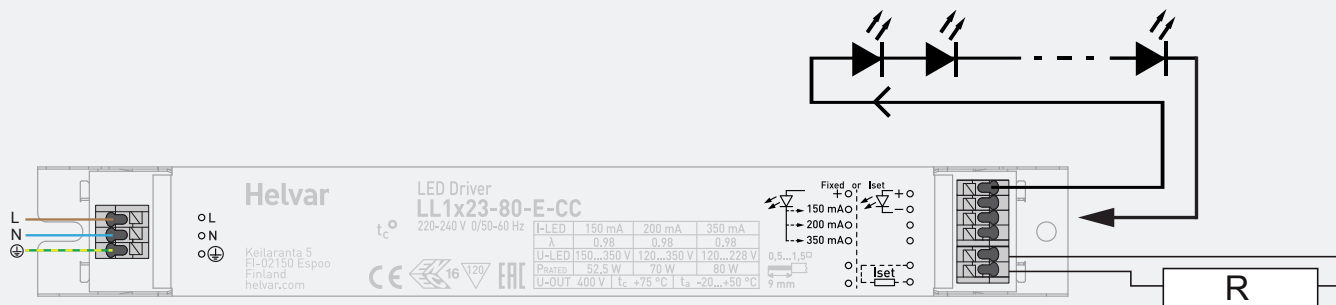 L
N
L
N
Helvar
Keilaranta 5
FI-02150 Espoo
Finland
helvar.com
tc°
LED Driver
LL1x23-80-E-CC
220-240 V 0/50-60 Hz
I-LED 150 mA 200 mA 350 mA
λ 0.98 0.98 0.98
U-LED 150...350 V 120...350 V 120...228 V
PRATED 52,5 W 70 W 80 W
U-OUT 400 V tc +75 °C ta -20...+50 °C
CE 16 120 EAC
0,5...1,5
9 mm
Fixed or Iset
+ +
150 mA -
200 mA
350 mA
Iset
R